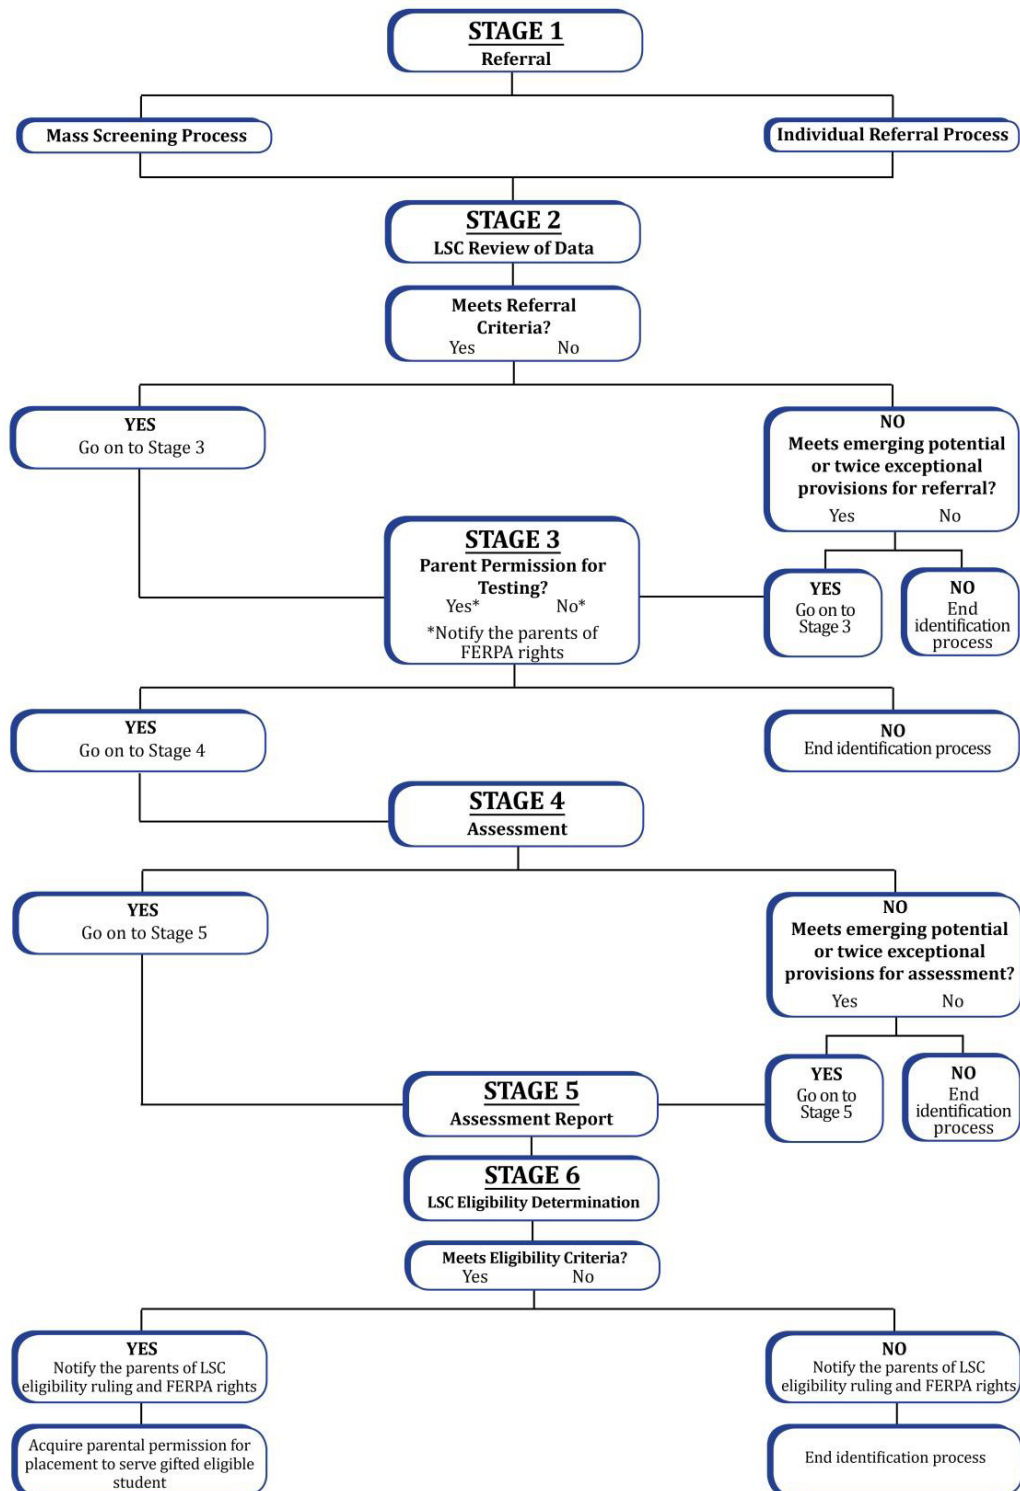 STAGE 1
Referral
Mass Screening Process
Individual Referral Process
STAGE 2
LSC Review of Data
Meets Referral
Criteria?
Yes No
YES
Go on to Stage 3
NO
Meets emerging potential
or twice exceptional
provisions for referral?
Yes No
STAGE 3
Parent Permission for
Testing?
Yes* No*
*Notify the parents of
FERPA rights
YES
Go on to
Stage 3
NO
End
identification
process
YES
Go on to Stage 4
NO
End identification process
STAGE 4
Assessment
YES
Go on to Stage 5
NO
Meets emerging potential
or twice exceptional
provisions for assessment?
Yes No
YES
Go on to
Stage 5
NO
End
identification
process
STAGE 5
Assessment Report
STAGE 6
LSC Eligibility Determination
Meets Eligibility Criteria?
Yes No
YES
Notify the parents of LSC
eligibility ruling and FERPA rights
NO
Notify the parents of LSC
eligibility ruling and FERPA rights
Acquire parental permission for
placement to serve gifted eligible
student
End identification process